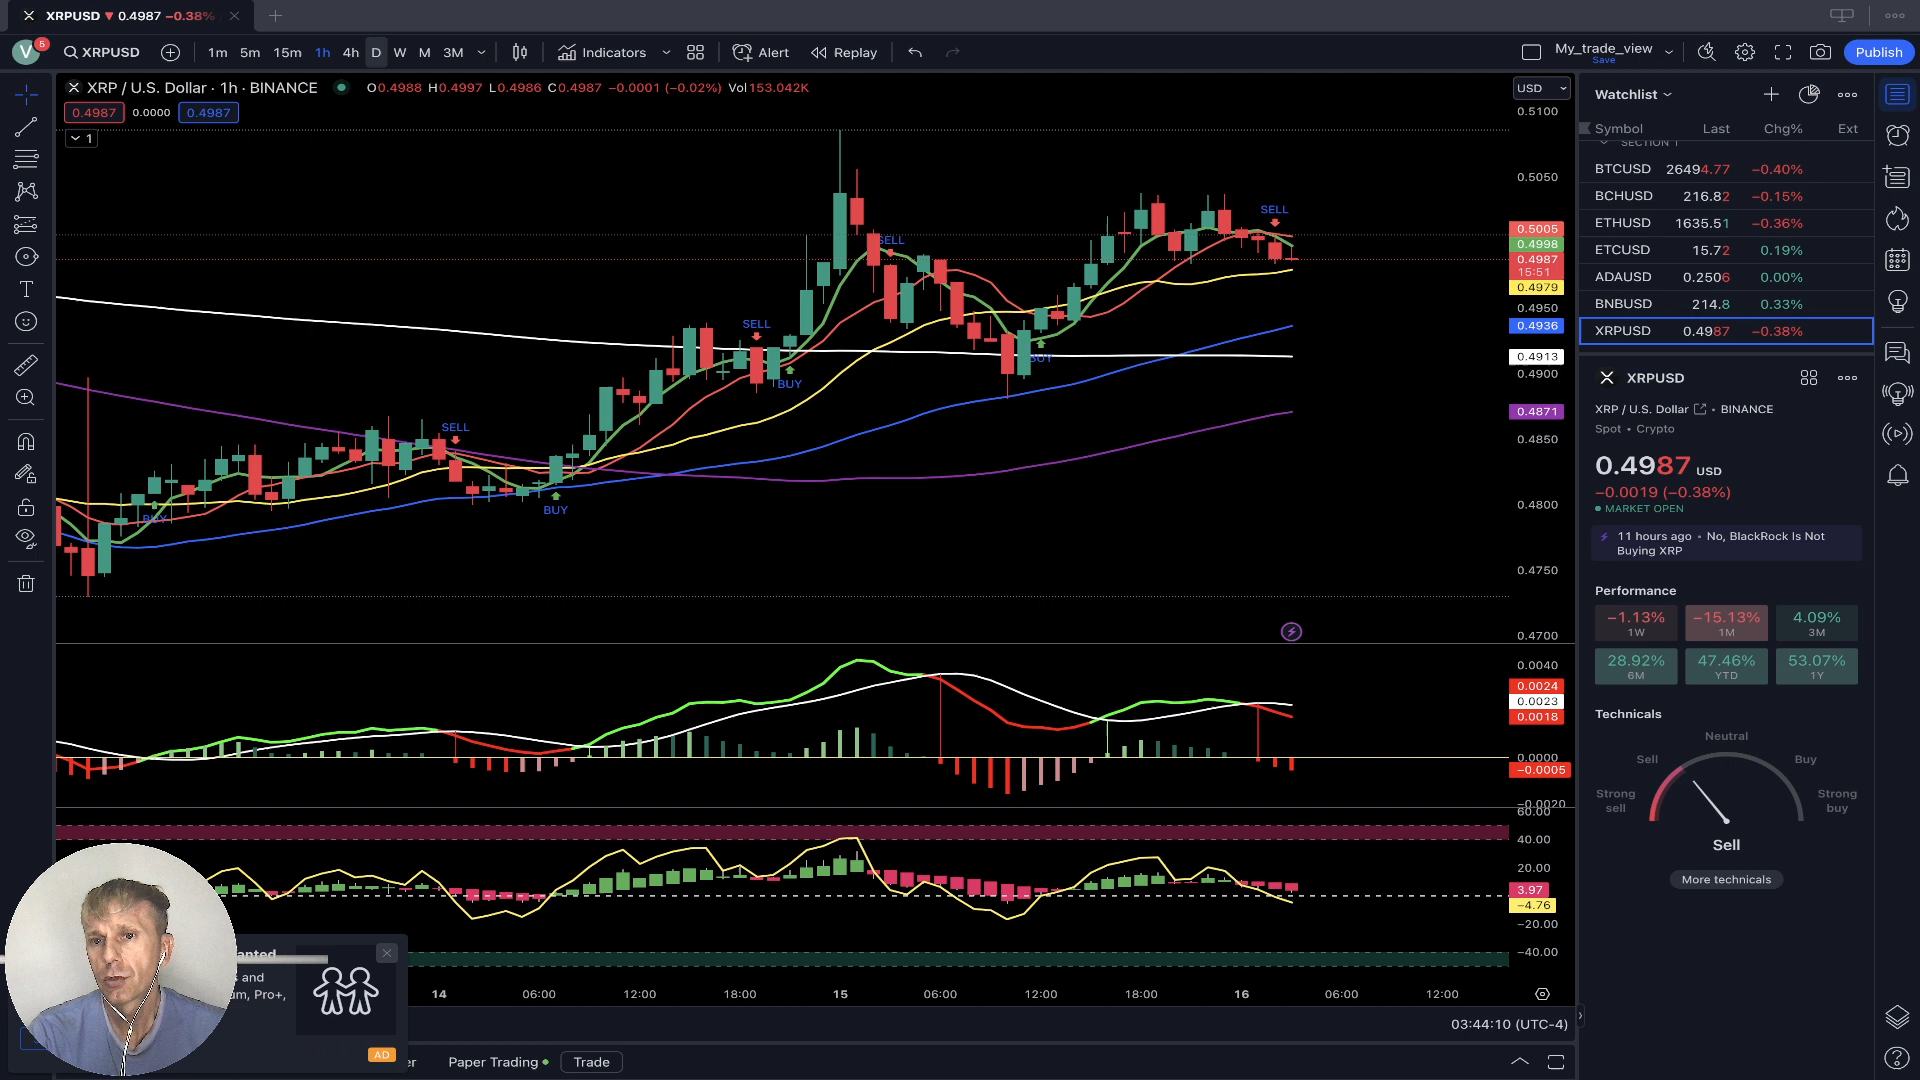 XRPUSD ▼ 0.4987 −0.38%
V 5 XRPUSD 1m 5m 15m 1h 4h D W M 3M Indicators Alert Replay My_trade_view Save Publish
XRP / U.S. Dollar · 1h · BINANCE O0.4988 H0.4997 L0.4986 C0.4987 −0.0001 (−0.02%) Vol153.042K
0.4987 0.0000 0.4987
1
USD
0.5100
0.5050
0.5005
0.4998
0.4987
15:51
0.4979
0.4950
0.4936
0.4913
0.4900
0.4871
0.4850
0.4800
0.4750
0.4700
BUY
SELL
BUY
SELL
BUY
SELL
BUY
SELL
0.0040
0.0024
0.0023
0.0018
0.0000
−0.0005
−0.0020
60.00
40.00
20.00
3.97
−4.76
−20.00
−40.00
14 06:00 12:00 18:00 15 06:00 12:00 18:00 16 06:00 12:00
03:44:10 (UTC-4)
and
Pro+,
AD
Paper Trading Trade
Watchlist
Symbol Last Chg% Ext
SECTION 1
BTCUSD 26494.77 −0.40%
BCHUSD 216.82 −0.15%
ETHUSD 1635.51 −0.36%
ETCUSD 15.72 0.19%
ADAUSD 0.2506 0.00%
BNBUSD 214.8 0.33%
XRPUSD 0.4987 −0.38%
XRPUSD
XRP / U.S. Dollar • BINANCE
Spot • Crypto
0.4987 USD
−0.0019 (−0.38%)
MARKET OPEN
11 hours ago • No, BlackRock Is Not
Buying XRP
Performance
−1.13% −15.13% 4.09%
1W 1M 3M
28.92% 47.46% 53.07%
6M YTD 1Y
Technicals
Neutral
Sell Buy
Strong sell Strong buy
Sell
More technicals